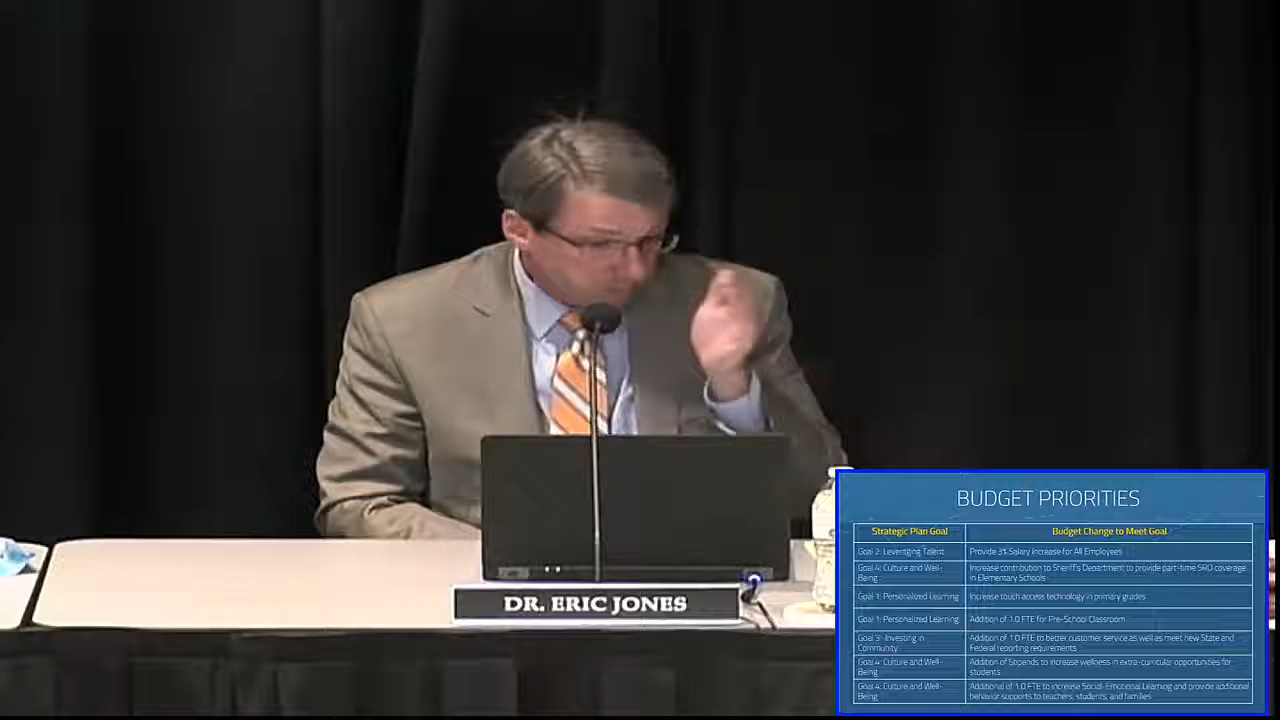 DR. ERIC JONES
BUDGET PRIORITIES
Strategic Plan Goal
Budget Change to Meet Goal
Goal 2: Leveraging Talent
Provide 3% Salary Increase for All Employees
Goal 4: Culture and Well-
Being
Increase contribution to Sheriff's Department to provide part-time SRO coverage
in Elementary Schools
Goal 1: Personalized Learning
Increase touch access technology in primary grades
Goal 1: Personalized Learning
Addition of 1.0 FTE for Pre-School Classroom
Goal 3: Investing in
Community
Addition of 1.0 FTE to better customer service as well as meet new State and
Federal reporting requirements
Goal 4: Culture and Well-
Being
Addition of Stipends to increase wellness in extra-curricular opportunities for
students
Goal 4: Culture and Well-
Being
Additional of 1.0 FTE to increase Social-Emotional Learning and provide additional
behavior supports to teachers, students, and families